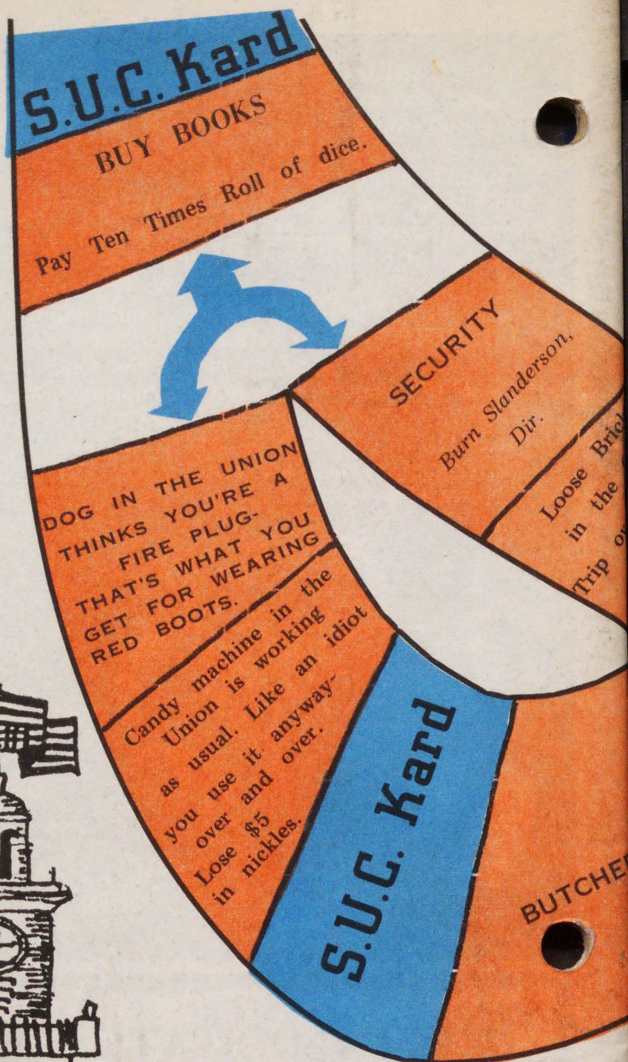 S.U.C. Kard
BUY BOOKS
Pay Ten Times Roll of dice.
SECURITY
Burn Slanderson,
Dir.
Loose
in the
Trip
DOG IN THE UNION
THINKS YOU'RE A
FIRE PLUG-
THAT'S WHAT YOU
GET FOR WEARING
RED BOOTS.
Candy machine in the
Union is working
as usual. Like an idiot
you use it anyway-
over and over.
Lose $5
in nickles.
S.U.C. Kard